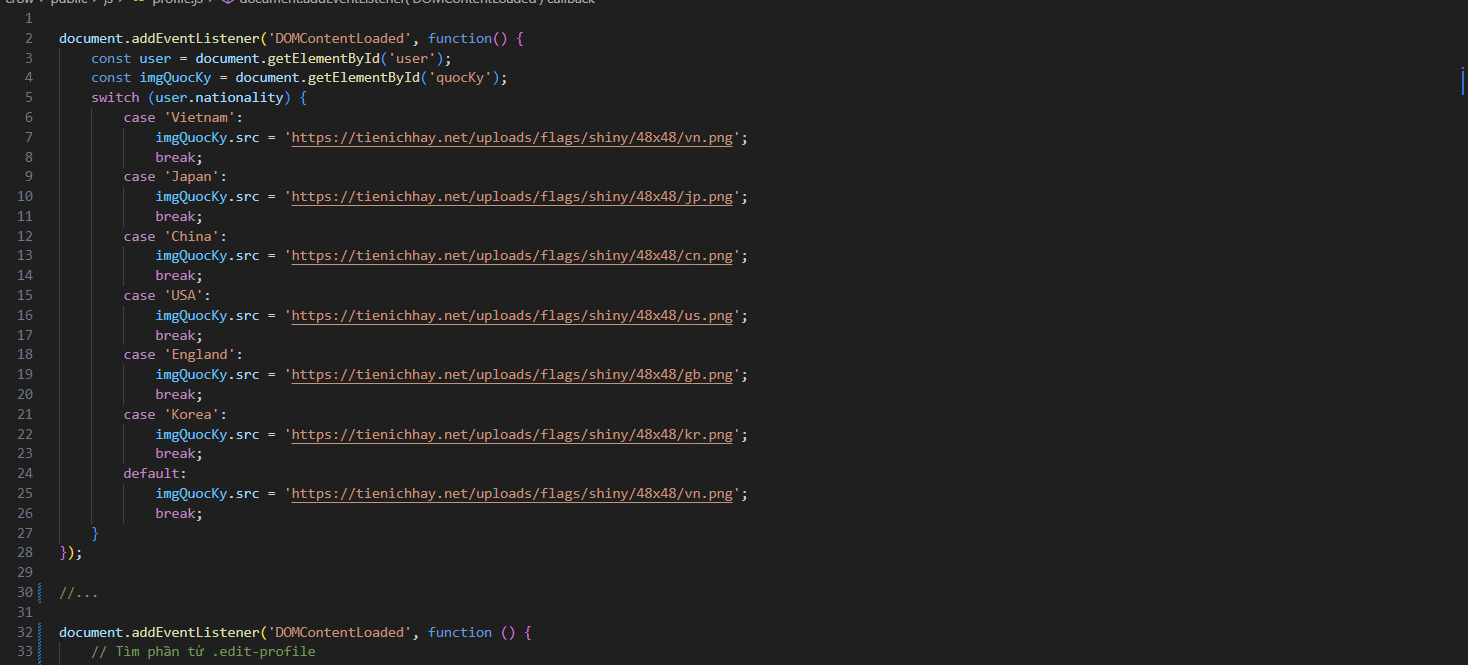 crow > public > js > profile.js > document.addEventListener('DOMContentLoaded') callback
1
2 document.addEventListener('DOMContentLoaded', function() {
3 const user = document.getElementById('user');
4 const imgQuocKy = document.getElementById('quocKy');
5 switch (user.nationality) {
6 case 'Vietnam':
7 imgQuocKy.src = 'https://tienichhay.net/uploads/flags/shiny/48x48/vn.png';
8 break;
9 case 'Japan':
10 imgQuocKy.src = 'https://tienichhay.net/uploads/flags/shiny/48x48/jp.png';
11 break;
12 case 'China':
13 imgQuocKy.src = 'https://tienichhay.net/uploads/flags/shiny/48x48/cn.png';
14 break;
15 case 'USA':
16 imgQuocKy.src = 'https://tienichhay.net/uploads/flags/shiny/48x48/us.png';
17 break;
18 case 'England':
19 imgQuocKy.src = 'https://tienichhay.net/uploads/flags/shiny/48x48/gb.png';
20 break;
21 case 'Korea':
22 imgQuocKy.src = 'https://tienichhay.net/uploads/flags/shiny/48x48/kr.png';
23 break;
24 default:
25 imgQuocKy.src = 'https://tienichhay.net/uploads/flags/shiny/48x48/vn.png';
26 break;
27 }
28 });
29
30 //...
31
32 document.addEventListener('DOMContentLoaded', function () {
33 // Tìm phần tử .edit-profile